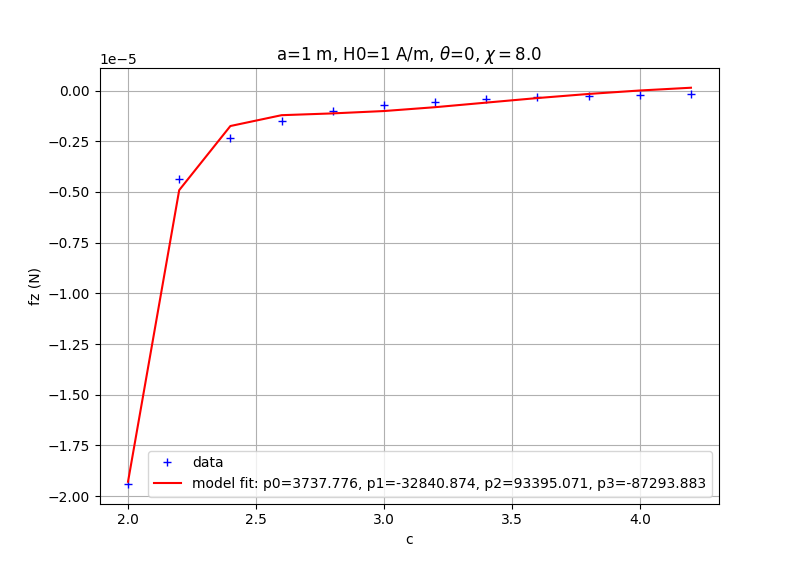 a=1 m, H0=1 A/m, θ=0, χ = 8.0
1e−5
0.00
−0.25
−0.50
−0.75
−1.00
−1.25
−1.50
−1.75
−2.00
fz (N)
data
model fit: p0=3737.776, p1=-32840.874, p2=93395.071, p3=-87293.883
2.0 2.5 3.0 3.5 4.0
c